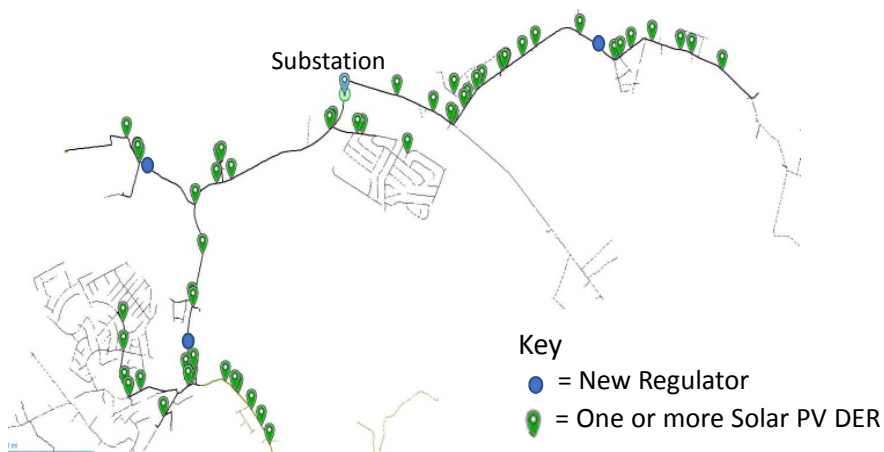 Substation
Key
= New Regulator
= One or more Solar PV DER